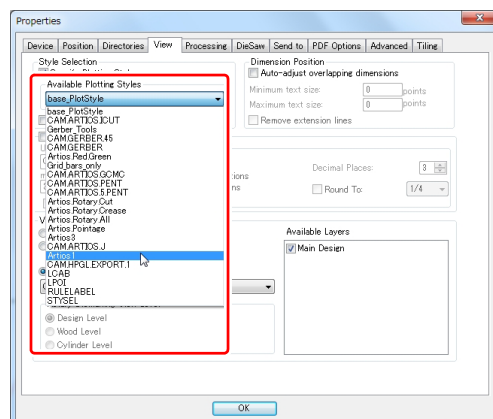 Properties
Device Position Directories View Processing DieSaw Send to PDF Options Advanced Tiling
Style Selection
Available Plotting Styles
base_PlotStyle
base_PlotStyle
CAM.ARTIOS.ICUT
Gerber_Tools
CAM.GERBER.45
CAM.GERBER
Artios.Red.Green
Grid_bars_only
CAM.ARTIOS.GCMC
CAM.ARTIOS.PENT
CAM.ARTIOS.5.PENT
Artios.Rotary.Cut
Artios.Rotary.Crease
Artios.Rotary.All
Artios.Pointage
Artios3
CAM.ARTIOS.J
Artios1
CAM.HPGL.EXPORT.1
LCAB
LPOI
RULELABEL
STYSEL
Design Level
Wood Level
Cylinder Level
Dimension Position
Auto-adjust overlapping dimensions
Minimum text size: 0 points
Maximum text size: 0 points
Remove extension lines
Decimal Places: 3
Round To: 1/4
Available Layers
Main Design
OK